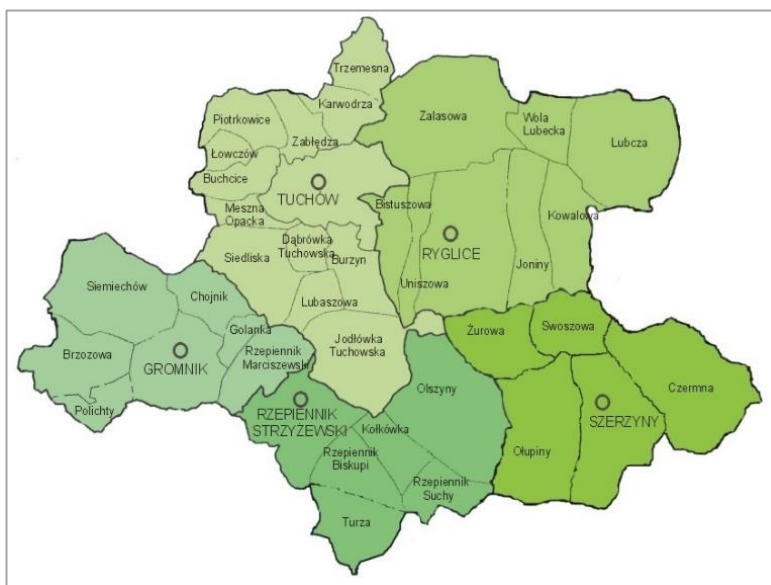 Trzemesna
Karwodrza
Piotrkowice
Zabłędza
Łowczów
Buchcice
TUCHÓW
Meszna
Opacka
Siedliska
Dąbrówka
Tuchowska
Burzyn
Lubaszowa
Jodłówka
Tuchowska
Zalasowa
Wola
Lubecka
Lubcza
Bistuszowa
Kowalowa
RYGLICE
Uniszowa
Joniny
Siemiechów
Chojnik
Golanka
Brzozowa
GROMNIK
Rzepiennik
Marciszewski
Polichty
Żurowa
Swoszowa
Czermna
SZERZYNY
Ołupiny
Olszyny
RZEPIENNIK
STRZYŻEWSKI
Kołkówka
Rzepiennik
Biskupi
Rzepiennik
Suchy
Turza